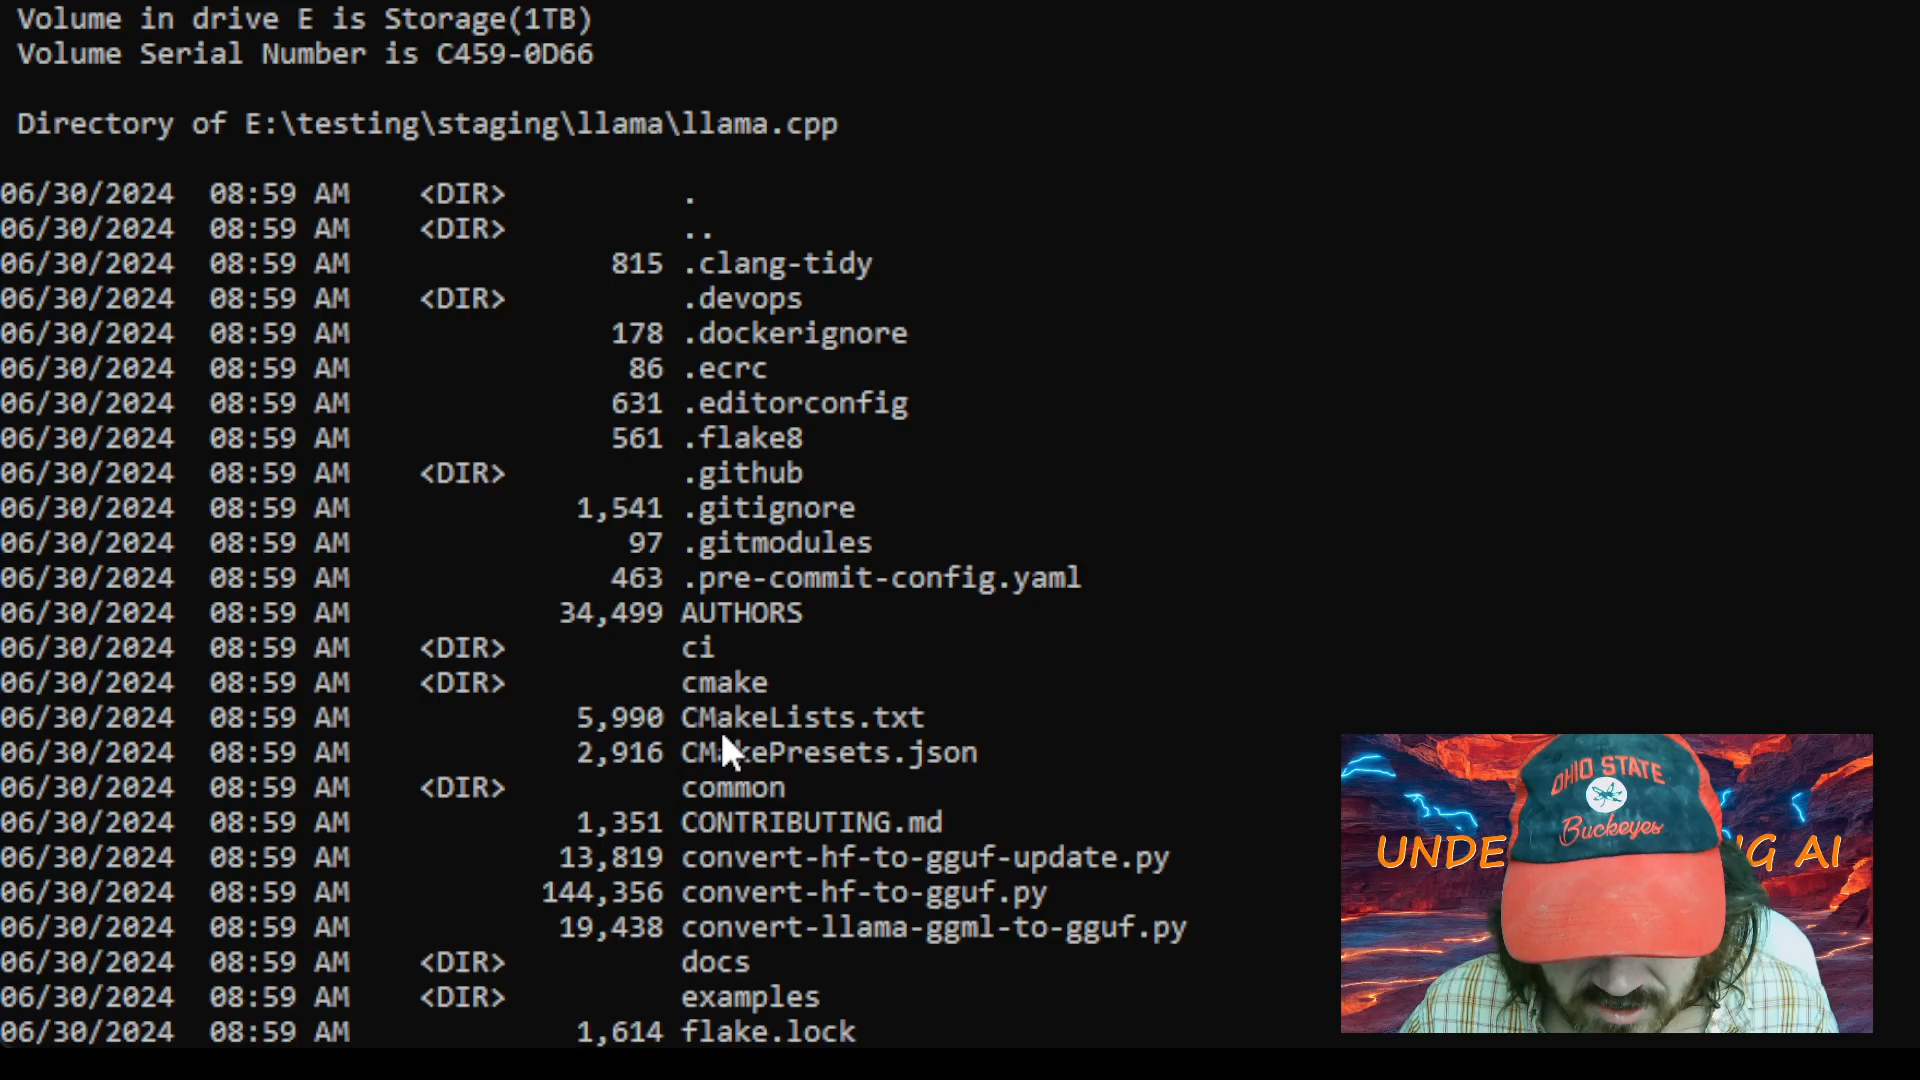 Volume in drive E is Storage(1TB)
Volume Serial Number is C459-0D66
Directory of E:\testing\staging\llama\llama.cpp
06/30/2024  08:59 AM    <DIR>          .
06/30/2024  08:59 AM    <DIR>          ..
06/30/2024  08:59 AM               815 .clang-tidy
06/30/2024  08:59 AM    <DIR>          .devops
06/30/2024  08:59 AM               178 .dockerignore
06/30/2024  08:59 AM                86 .ecrc
06/30/2024  08:59 AM               631 .editorconfig
06/30/2024  08:59 AM               561 .flake8
06/30/2024  08:59 AM    <DIR>          .github
06/30/2024  08:59 AM             1,541 .gitignore
06/30/2024  08:59 AM                97 .gitmodules
06/30/2024  08:59 AM               463 .pre-commit-config.yaml
06/30/2024  08:59 AM            34,499 AUTHORS
06/30/2024  08:59 AM    <DIR>          ci
06/30/2024  08:59 AM    <DIR>          cmake
06/30/2024  08:59 AM             5,990 CMakeLists.txt
06/30/2024  08:59 AM             2,916 CMakePresets.json
06/30/2024  08:59 AM    <DIR>          common
06/30/2024  08:59 AM             1,351 CONTRIBUTING.md
06/30/2024  08:59 AM            13,819 convert-hf-to-gguf-update.py
06/30/2024  08:59 AM           144,356 convert-hf-to-gguf.py
06/30/2024  08:59 AM            19,438 convert-llama-ggml-to-gguf.py
06/30/2024  08:59 AM    <DIR>          docs
06/30/2024  08:59 AM    <DIR>          examples
06/30/2024  08:59 AM             1,614 flake.lock
OHIO STATE
Buckeyes
UNDE
G AI